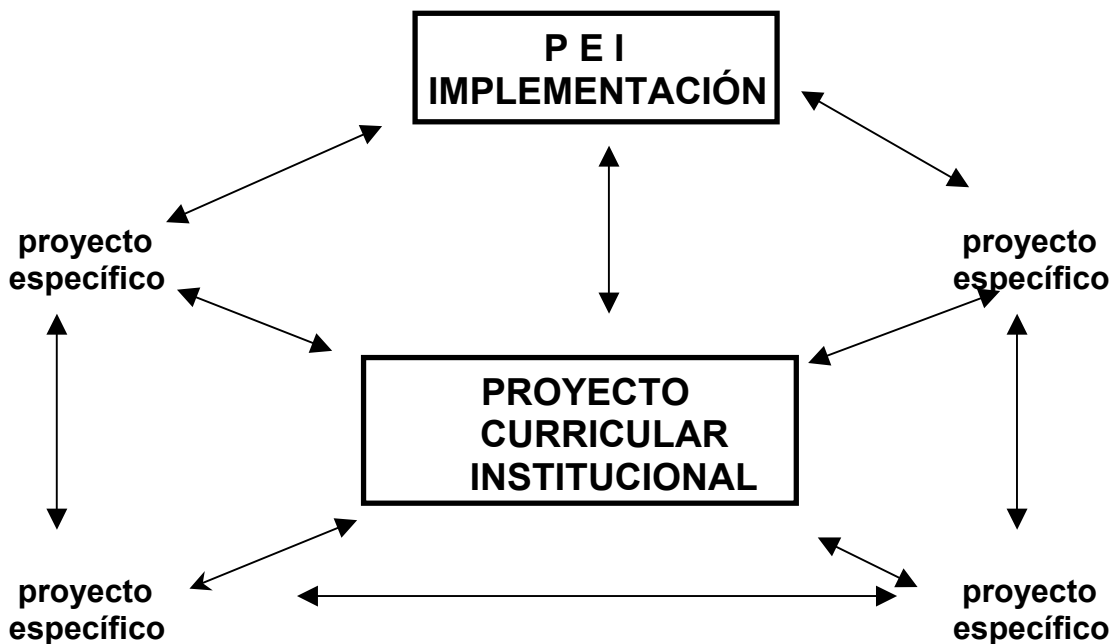 P E I
IMPLEMENTACIÓN
proyecto
específico
proyecto
específico
PROYECTO
CURRICULAR
INSTITUCIONAL
proyecto
específico
proyecto
específico